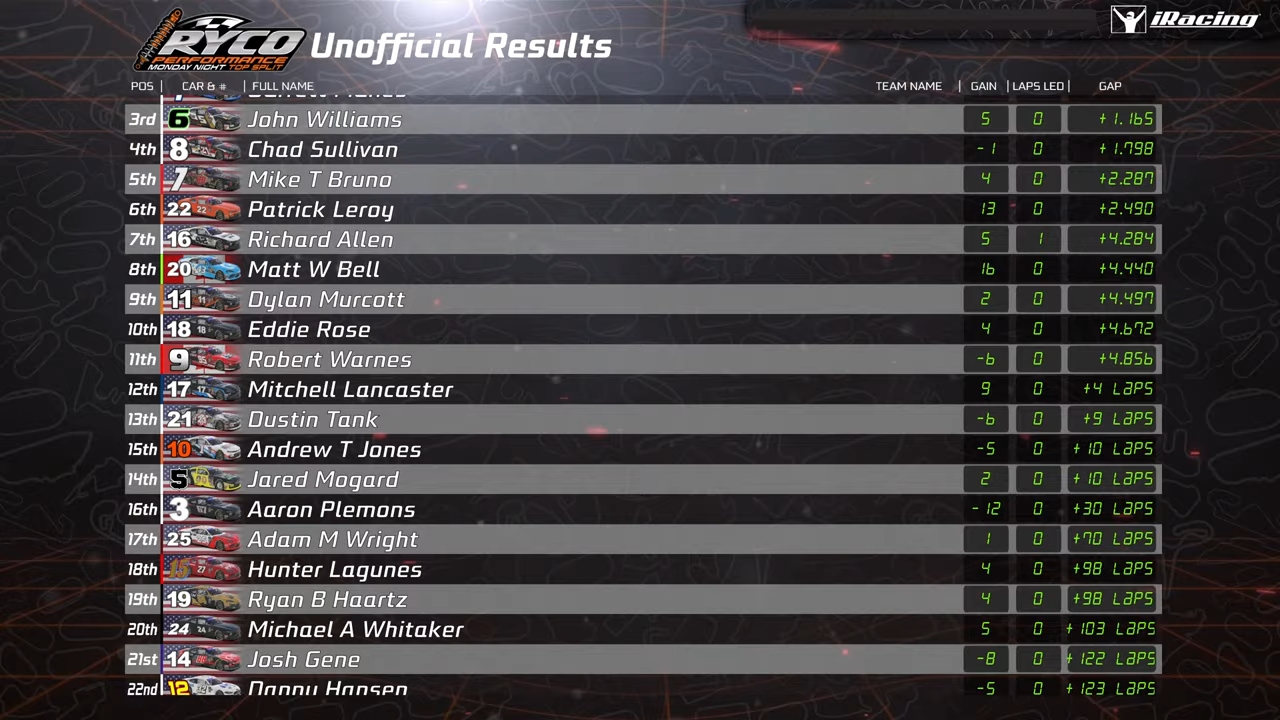 RYCO
PERFORMANCE
MONDAY NIGHT TOP SPLIT
Unofficial Results
iRacing
POS CAR & # FULL NAME TEAM NAME GAIN LAPS LED GAP
3rd 6 John Williams 5 0 +1.165
4th 8 Chad Sullivan -1 0 +1.798
5th 7 Mike T Bruno 4 0 +2.287
6th 22 Patrick Leroy 13 0 +2.490
7th 16 Richard Allen 5 1 +4.284
8th 20 Matt W Bell 16 0 +4.440
9th 11 Dylan Murcott 2 0 +4.497
10th 18 Eddie Rose 4 0 +4.672
11th 9 Robert Warnes -6 0 +4.856
12th 17 Mitchell Lancaster 9 0 +4 LAPS
13th 21 Dustin Tank -6 0 +9 LAPS
15th 10 Andrew T Jones -5 0 +10 LAPS
14th 5 Jared Mogard 2 0 +10 LAPS
16th 3 Aaron Plemons -12 0 +30 LAPS
17th 25 Adam M Wright 1 0 +70 LAPS
18th 15 Hunter Lagunes 4 0 +98 LAPS
19th 19 Ryan B Haartz 4 0 +98 LAPS
20th 24 Michael A Whitaker 5 0 +103 LAPS
21st 14 Josh Gene -8 0 +122 LAPS
22nd 12 Danny Hansen -5 0 +123 LAPS